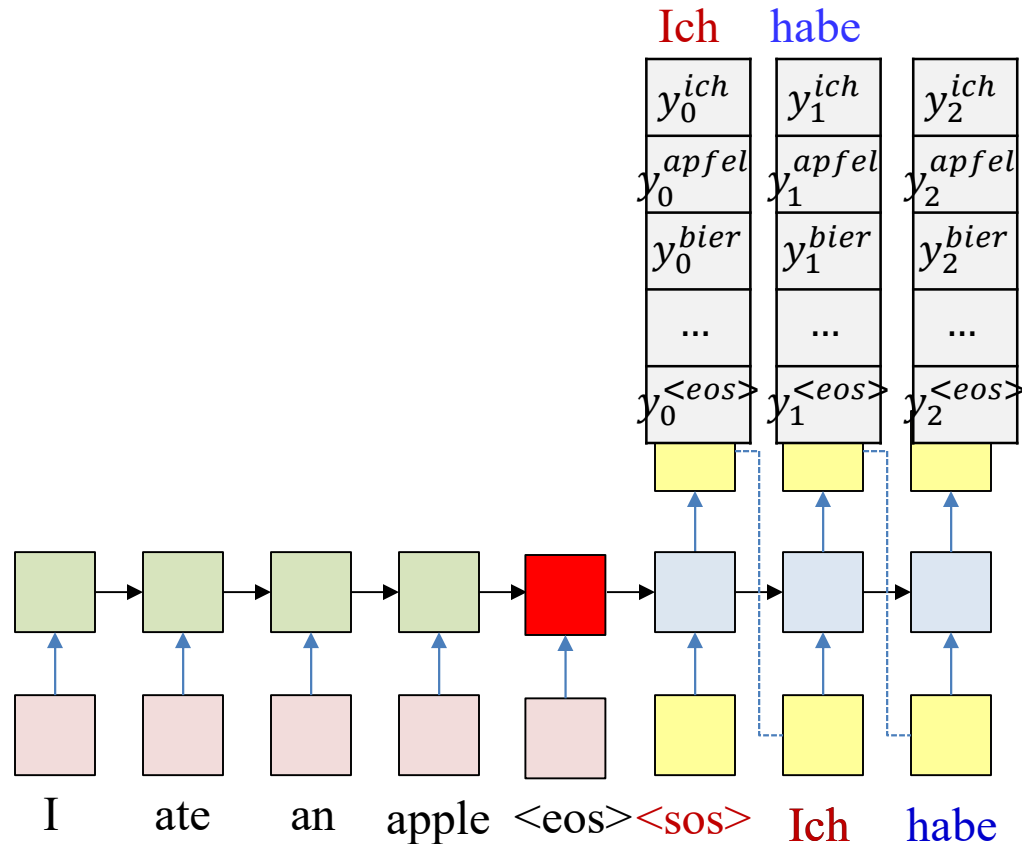 Ich habe
y_0^{ich} y_1^{ich} y_2^{ich}
y_0^{apfel} y_1^{apfel} y_2^{apfel}
y_0^{bier} y_1^{bier} y_2^{bier}
... ... ...
y_0^{<eos>} y_1^{<eos>} y_2^{<eos>}
I ate an apple <eos> <sos> Ich habe